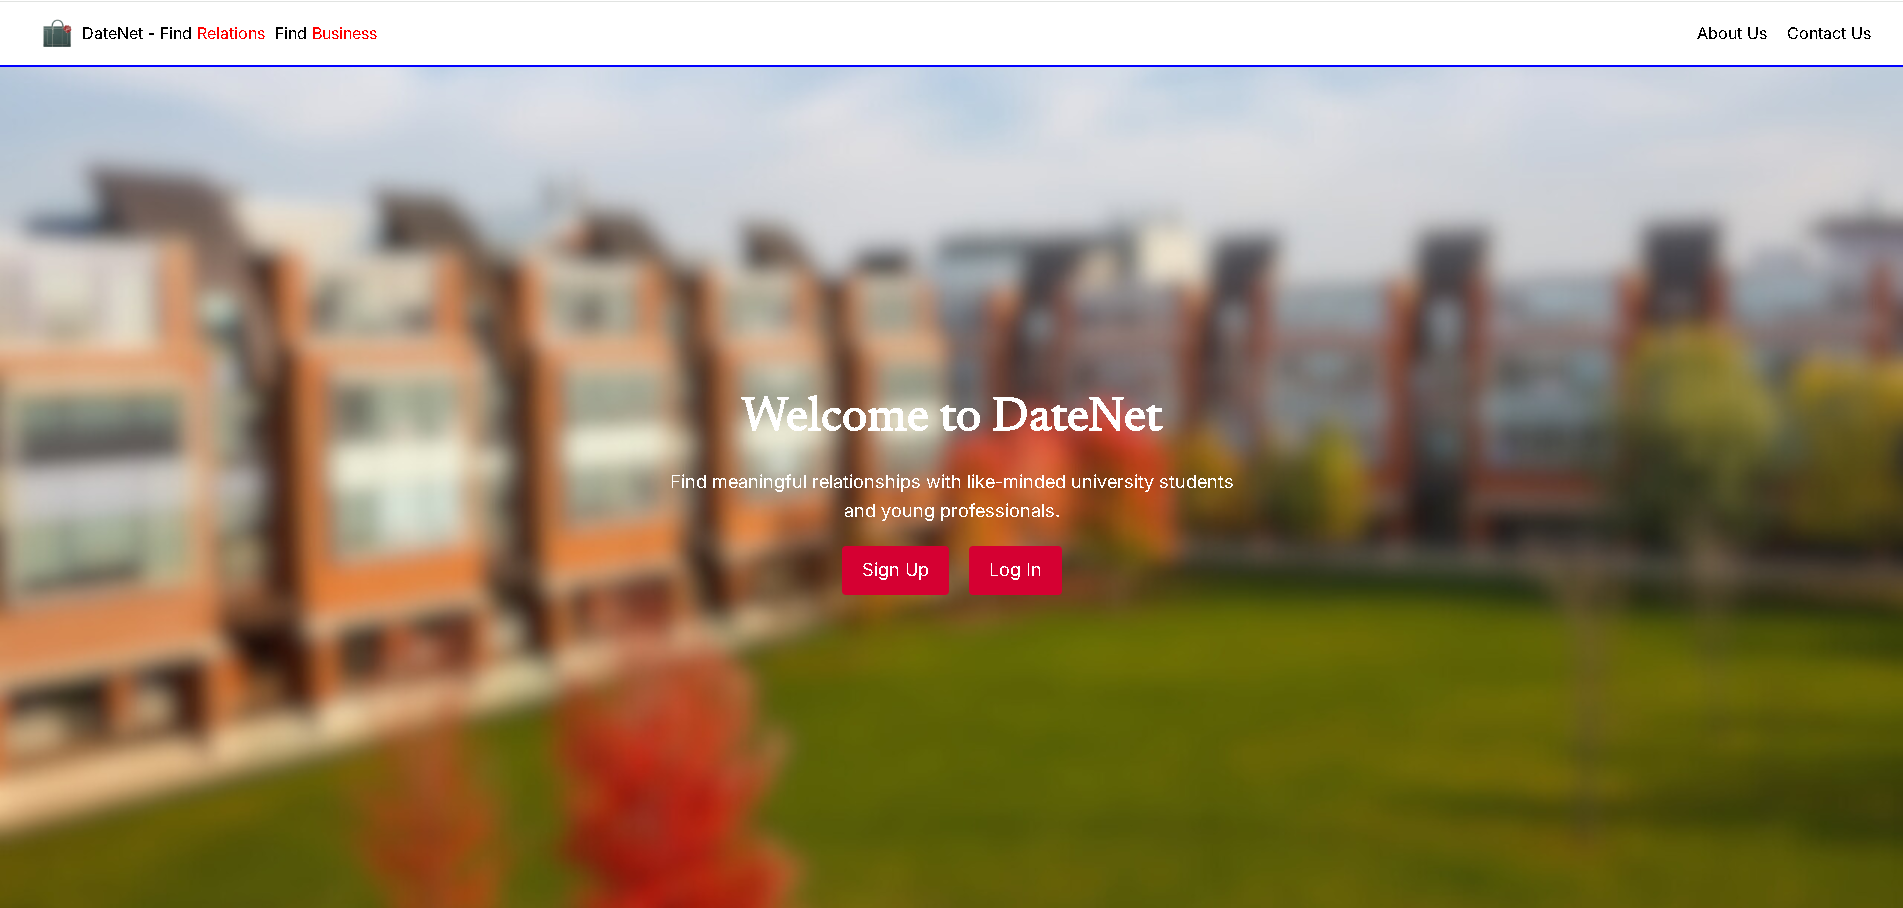 DateNet - Find Relations Find Business
About Us Contact Us
Welcome to DateNet
Find meaningful relationships with like-minded university students
and young professionals.
Sign Up Log In